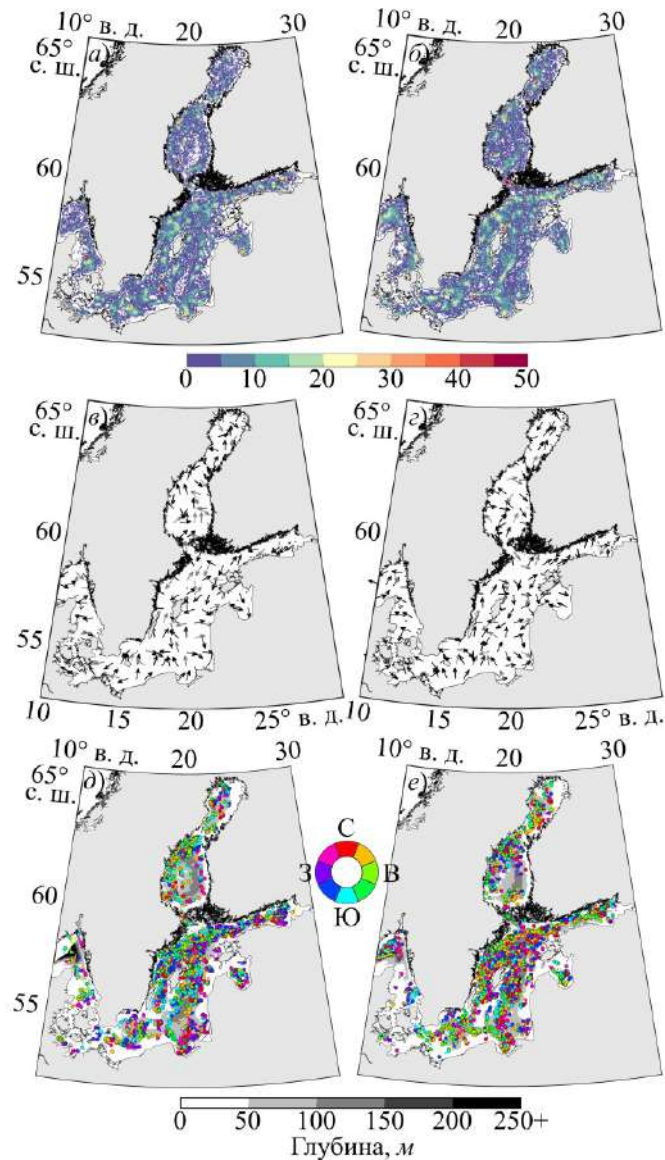 10° в. д. 20 30
65° с. ш. а)
60
55
10° в. д. 20 30
65° с. ш. б)
60
55
0 10 20 30 40 50
65° с. ш. в)
60
55
10 15 20 25° в. д.
65° с. ш. г)
60
55
10 15 20 25° в. д.
10° в. д. 20 30
65° с. ш. д)
60
55
С
З В
Ю
10° в. д. 20 30
65° с. ш. е)
60
55
0 50 100 150 200 250+
Глубина, м